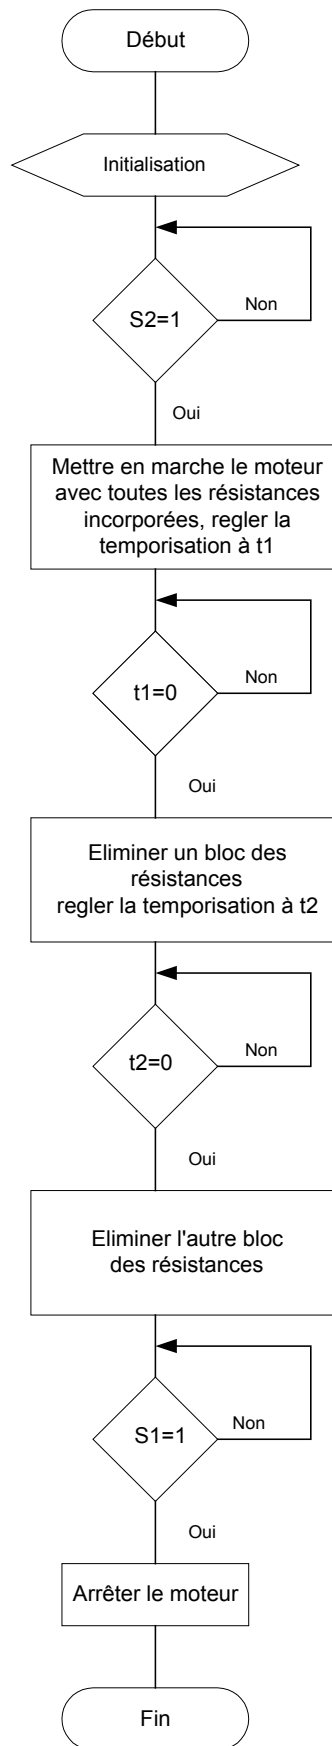 Début
Initialisation
S2=1
Non
Oui
Mettre en marche le moteur
avec toutes les résistances
incorporées, regler la
temporisation à t1
t1=0
Non
Oui
Eliminer un bloc des
résistances
regler la temporisation à t2
t2=0
Non
Oui
Eliminer l'autre bloc
des résistances
S1=1
Non
Oui
Arrêter le moteur
Fin